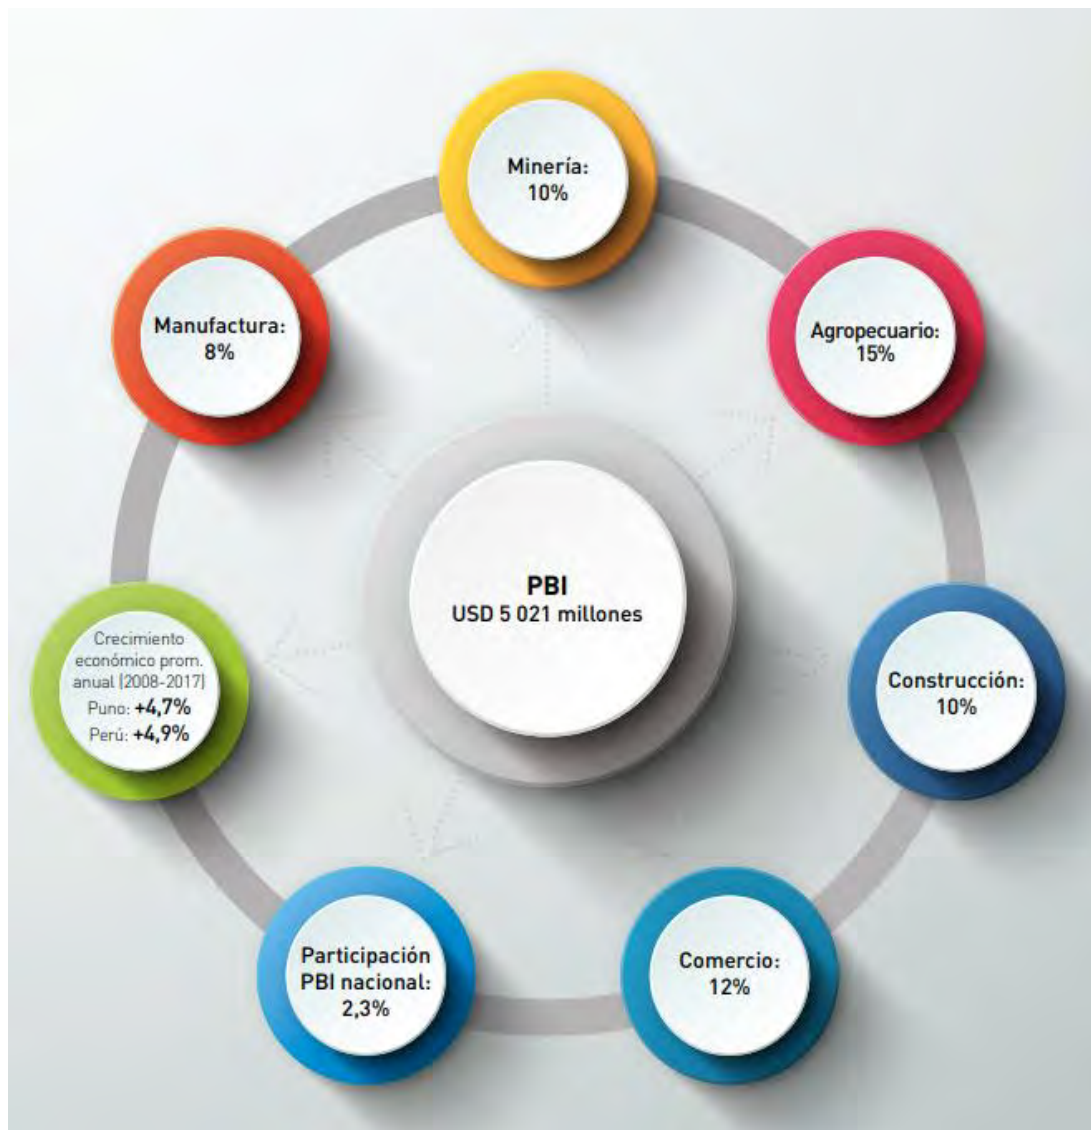 Minería:
10%
Agropecuario:
15%
Construcción:
10%
Comercio:
12%
Participación
PBI nacional:
2,3%
Crecimiento
económico prom.
anual (2008-2017)
Puno: +4,7%
Perú: +4,9%
Manufactura:
8%
PBI
USD 5 021 millones